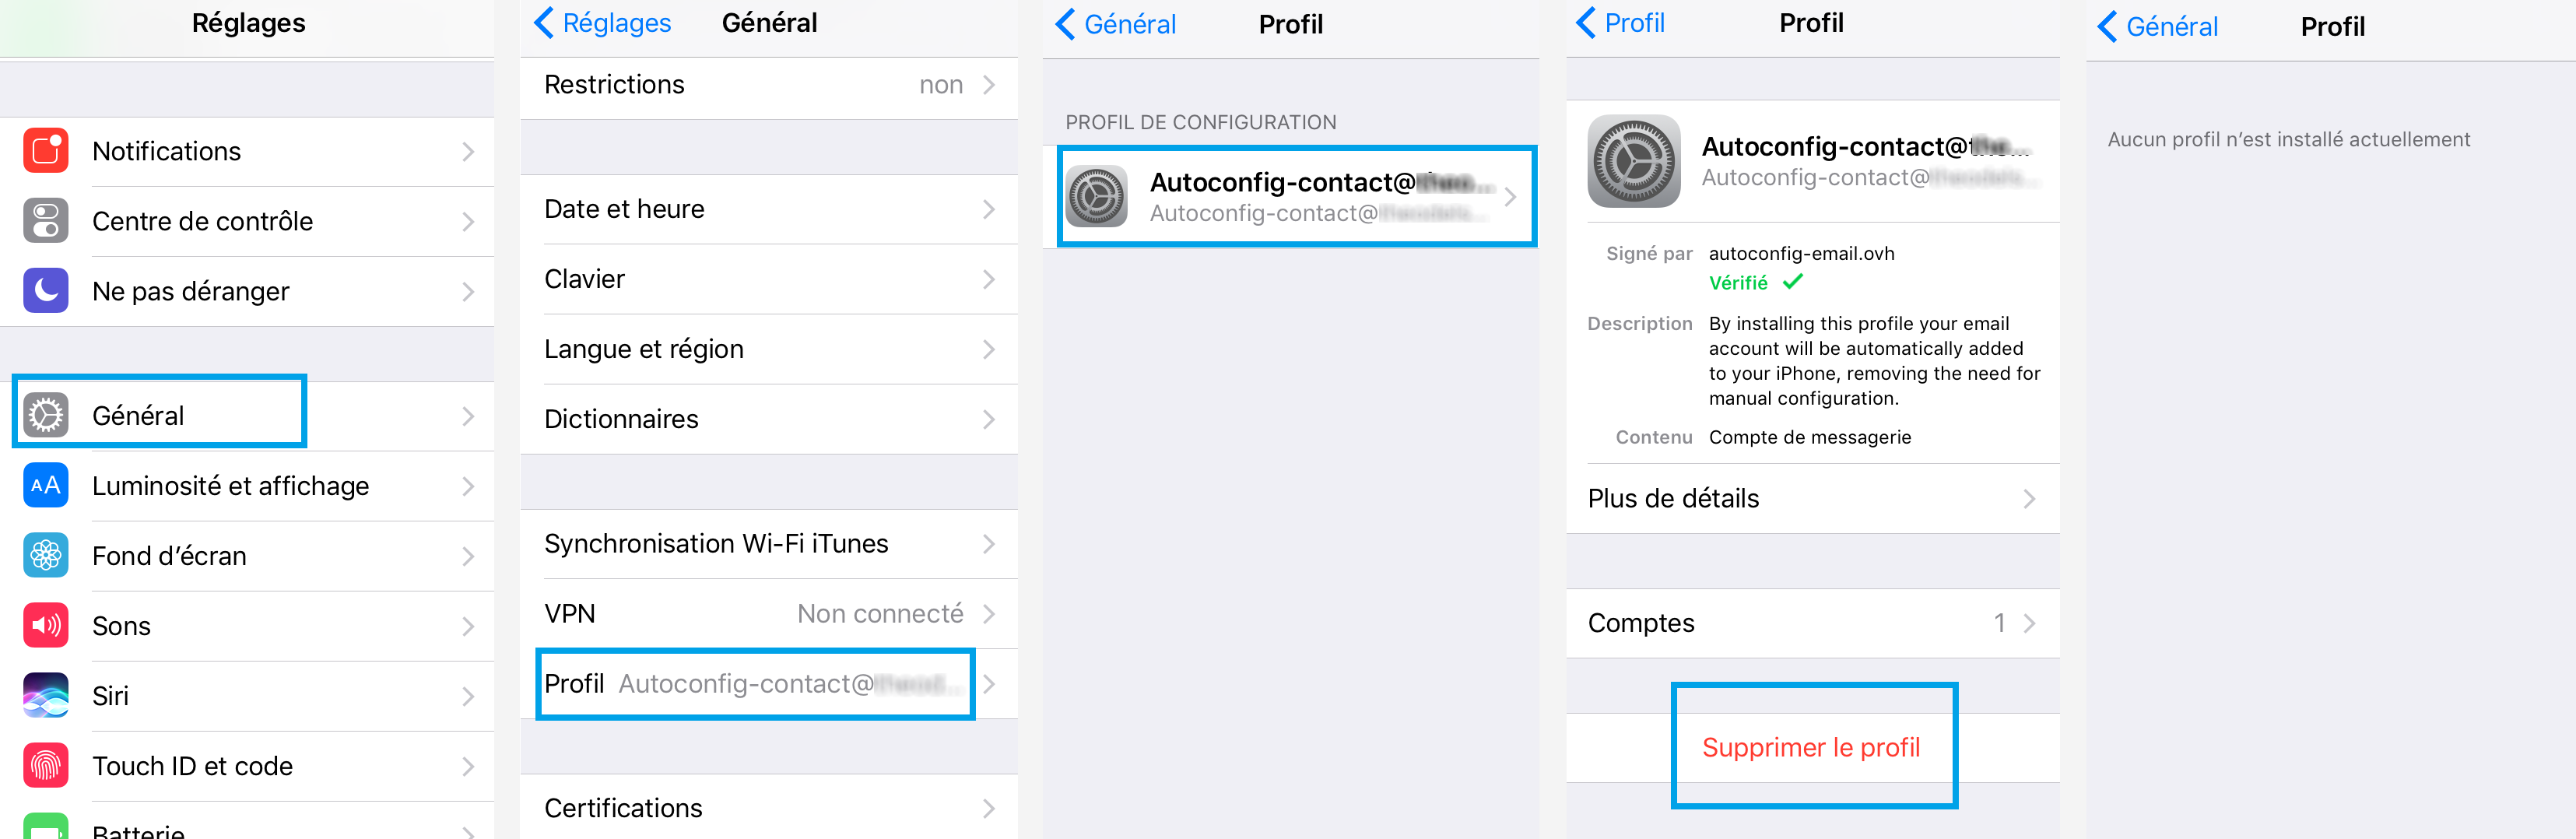 Réglages
Notifications
Centre de contrôle
Ne pas déranger
Général
AA
Luminosité et affichage
Fond d’écran
Sons
Siri
Touch ID et code
Batterie
Réglages
Général
Restrictions non
Date et heure
Clavier
Langue et région
Dictionnaires
Synchronisation Wi-Fi iTunes
VPN Non connecté
Profil Autoconfig-contact@
Certifications
Général
Profil
PROFIL DE CONFIGURATION
Autoconfig-contact@
Autoconfig-contact@
Profil
Profil
Autoconfig-contact@
Autoconfig-contact@
Signé par autoconfig-email.ovh
Vérifié
Description By installing this profile your email
account will be automatically added
to your iPhone, removing the need for
manual configuration.
Contenu Compte de messagerie
Plus de détails
Comptes 1
Supprimer le profil
Général
Profil
Aucun profil n’est installé actuellement